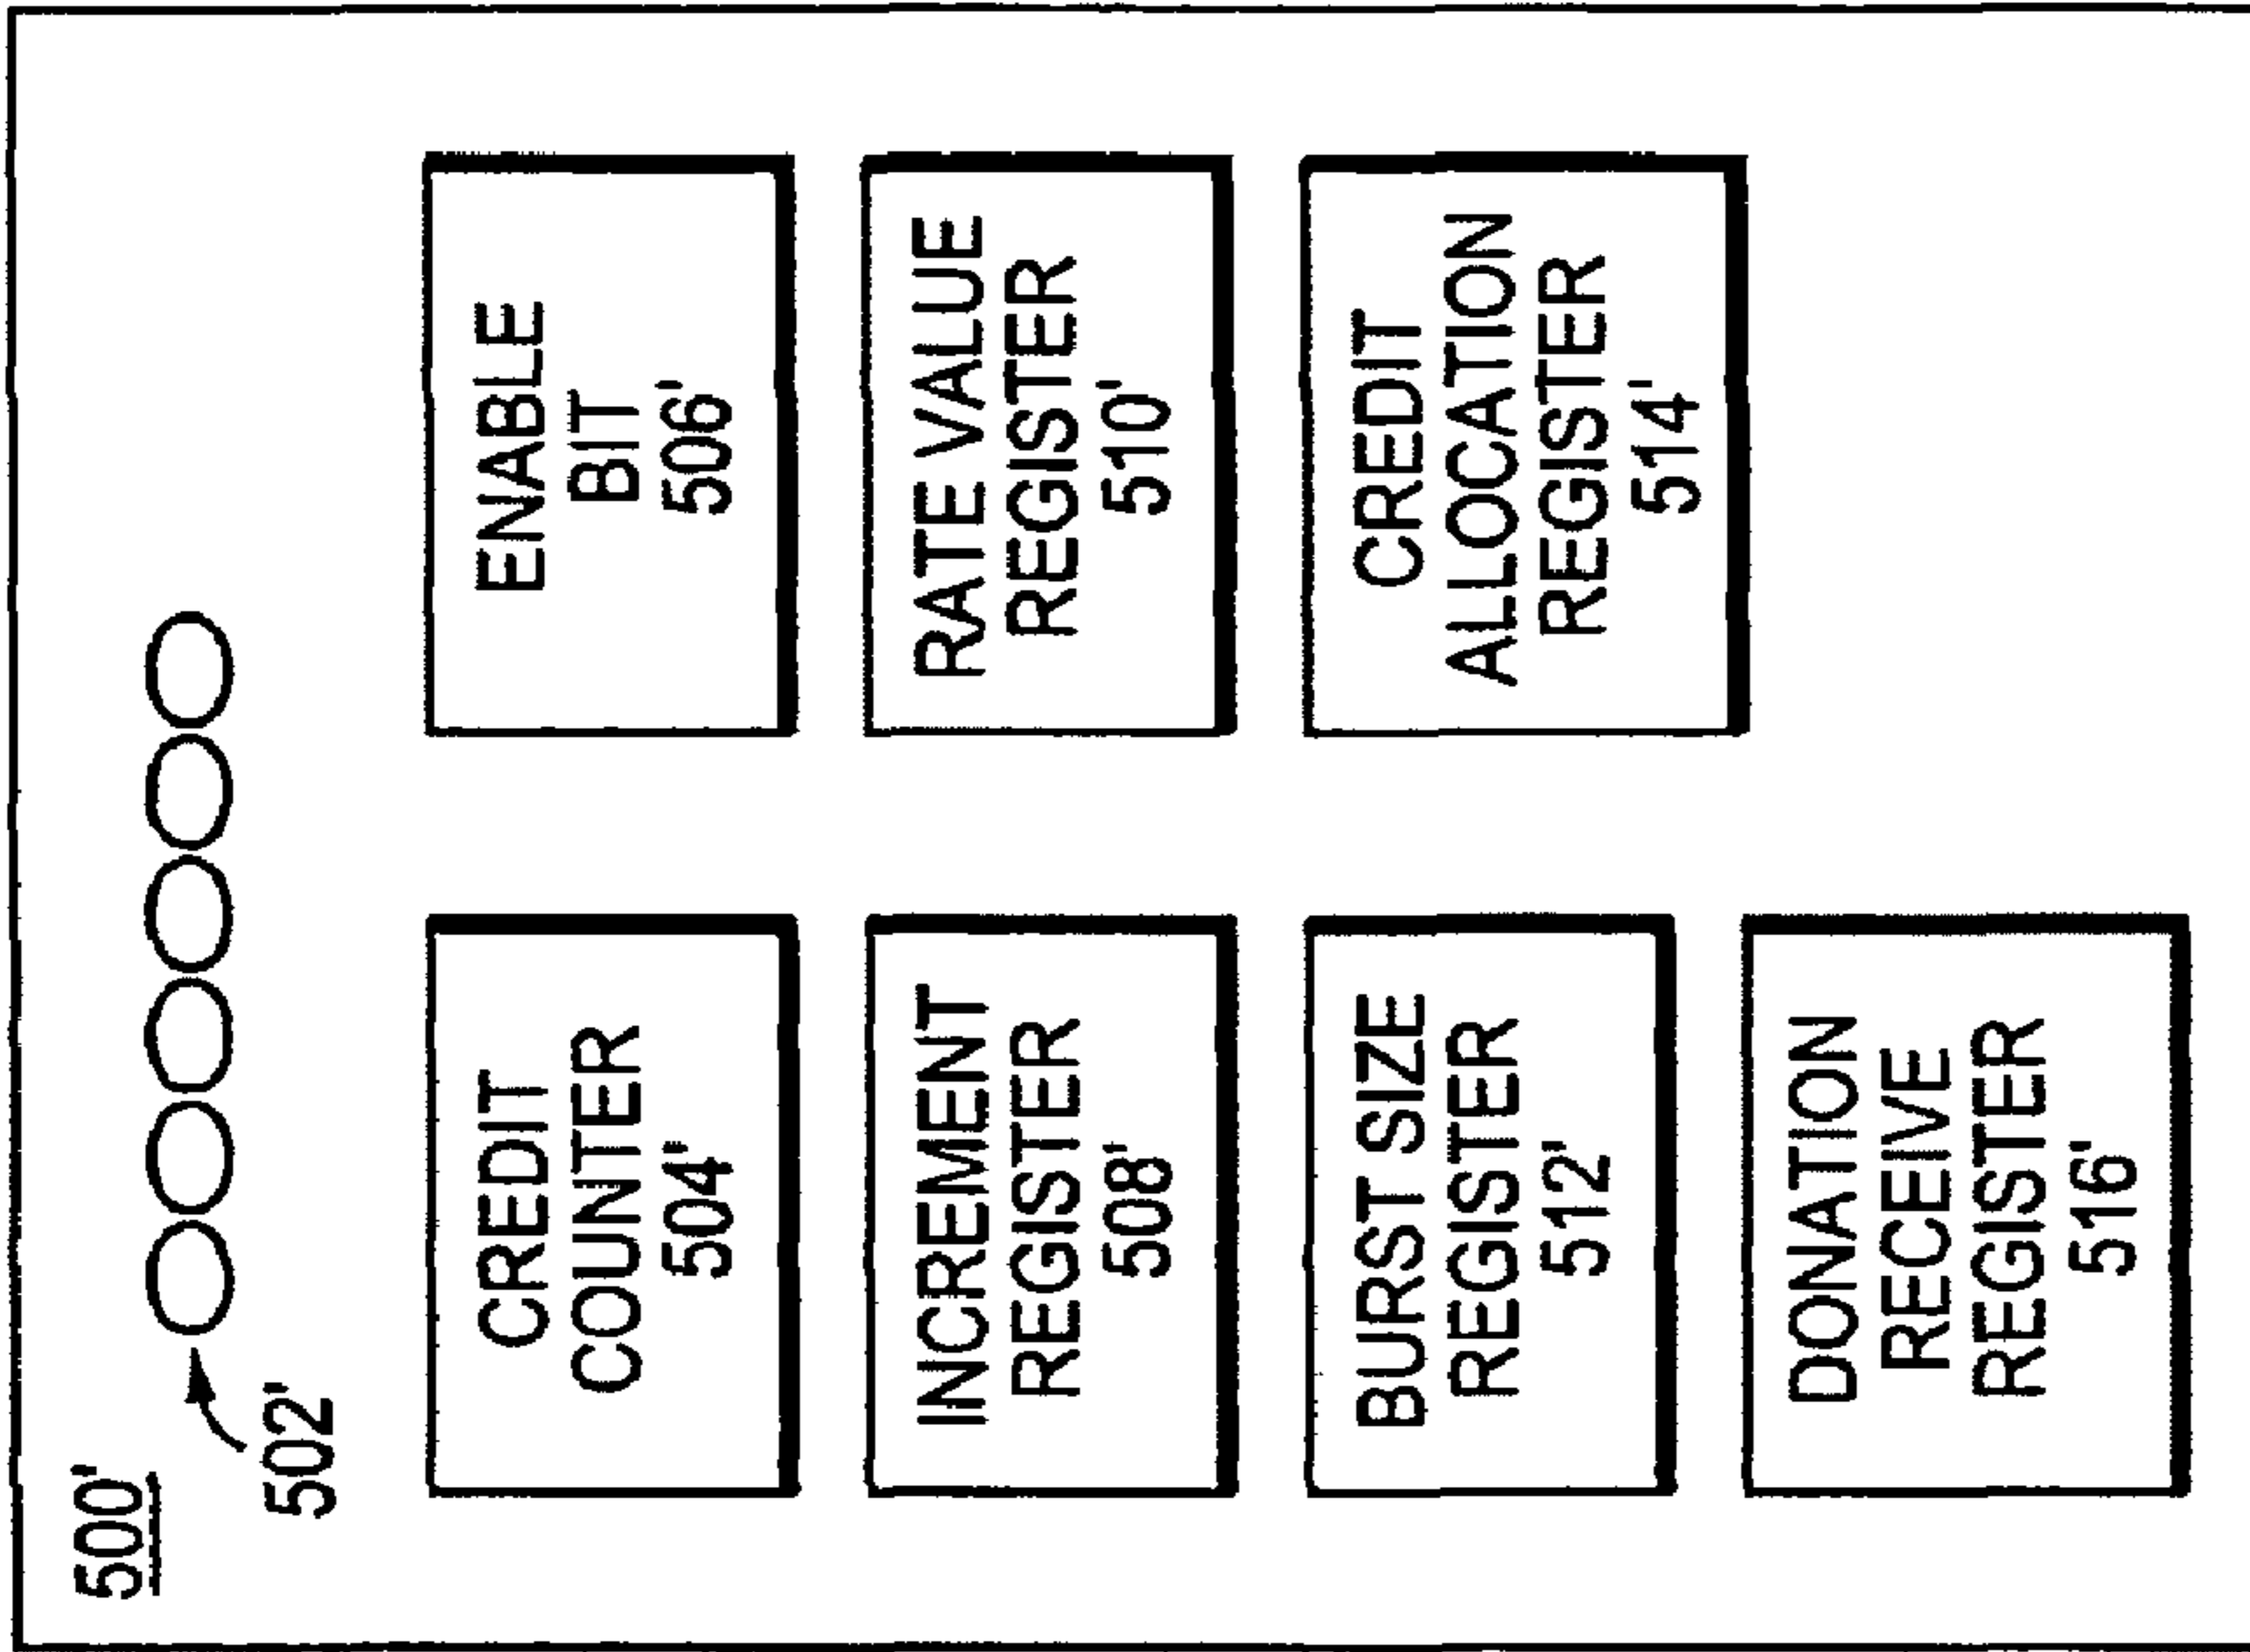 500'
502'
CREDIT
COUNTER
504'
ENABLE
BIT
506'
INCREMENT
REGISTER
508'
RATE VALUE
REGISTER
510'
BURST SIZE
REGISTER
512'
CREDIT
ALLOCATION
REGISTER
514'
DONATION
RECEIVE
REGISTER
516'